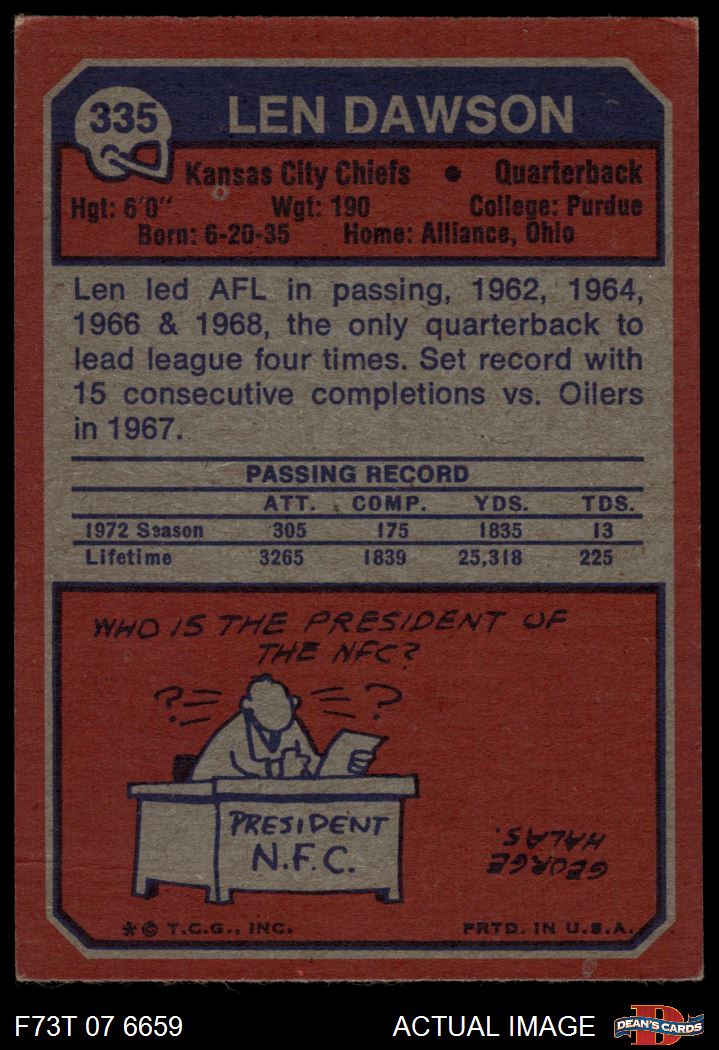 335
LEN DAWSON
Kansas City Chiefs • Quarterback
Hgt: 6'0" Wgt: 190 College: Purdue
Born: 6-20-35 Home: Alliance, Ohio
Len led AFL in passing, 1962, 1964,
1966 & 1968, the only quarterback to
lead league four times. Set record with
15 consecutive completions vs. Oilers
in 1967.
PASSING RECORD
ATT. COMP. YDS. TDS.
1972 Season 305 175 1835 13
Lifetime 3265 1839 25,318 225
WHO IS THE PRESIDENT OF
THE NFC?
? ?
PRESIDENT
N.F.C.
GEORGE
HALAS.
*© T.C.G., INC. PRTD. IN U.S.A.
F73T 07 6659 ACTUAL IMAGE
D
DEAN'S CARDS